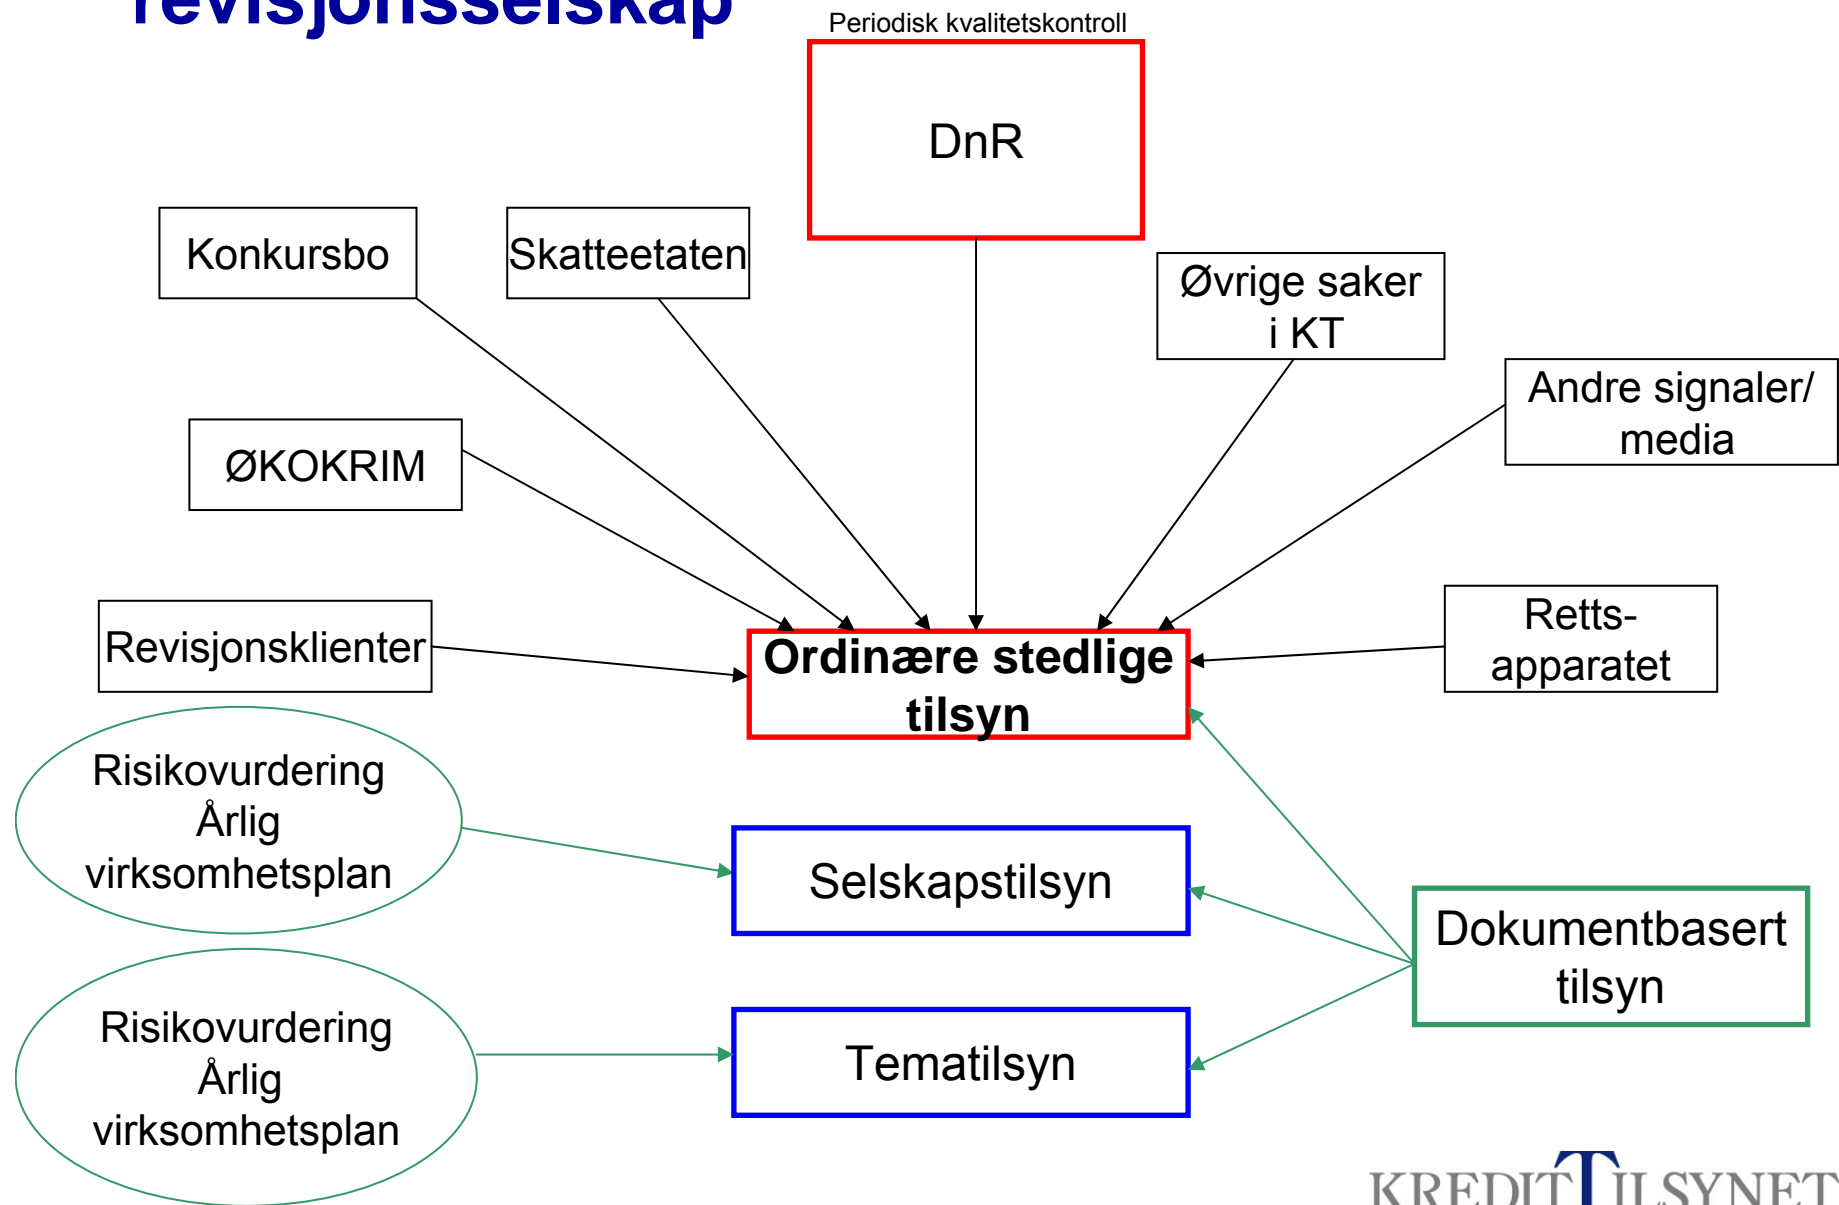 revisjonsselskap
Periodisk kvalitetskontroll
DnR
Konkursbo
Skatteetaten
Øvrige saker
i KT
Andre signaler/
media
ØKOKRIM
Revisjonsklienter
Ordinære stedlige
tilsyn
Retts-
apparatet
Risikovurdering
Årlig
virksomhetsplan
Selskapstilsyn
Dokumentbasert
tilsyn
Risikovurdering
Årlig
virksomhetsplan
Tematilsyn
KREDITTILSYNET